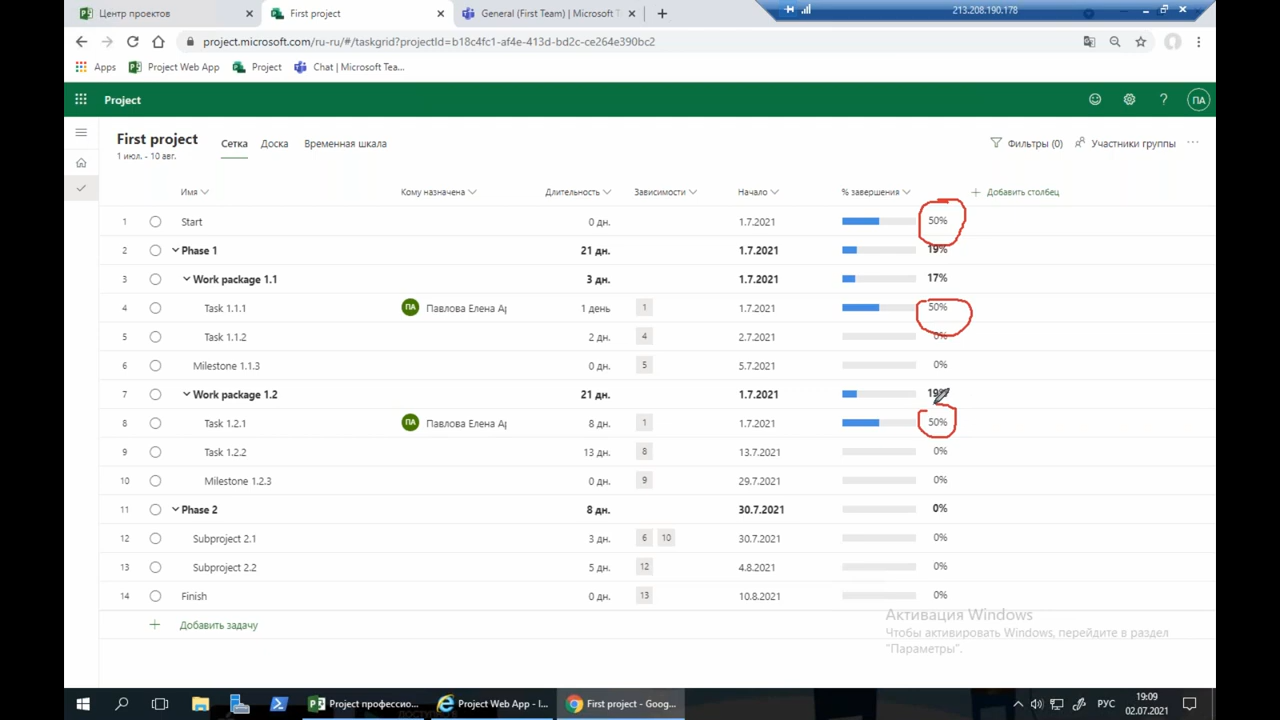 Центр проектов
First project
General (First Team) | Microsoft T
213.208.190.178
project.microsoft.com/ru-ru/#/taskgrid?projectId=b18c4fc1-af4e-413d-bd2c-ce264e390bc2
Apps Project Web App Project Chat | Microsoft Tea...
Project
ПА
First project
1 июл. - 10 авг.
Сетка Доска Временная шкала
Фильтры (0) Участники группы
Имя Кому назначена Длительность Зависимости Начало % завершения Добавить столбец
1 Start 0 дн. 1.7.2021 50%
2 Phase 1 21 дн. 1.7.2021 19%
3 Work package 1.1 3 дн. 1.7.2021 17%
4 Task 1.1.1 ПА Павлова Елена Ар 1 день 1 1.7.2021 50%
5 Task 1.1.2 2 дн. 4 2.7.2021 0%
6 Milestone 1.1.3 0 дн. 5 5.7.2021 0%
7 Work package 1.2 21 дн. 1.7.2021 19%
8 Task 1.2.1 ПА Павлова Елена Ар 8 дн. 1 1.7.2021 50%
9 Task 1.2.2 13 дн. 8 13.7.2021 0%
10 Milestone 1.2.3 0 дн. 9 29.7.2021 0%
11 Phase 2 8 дн. 30.7.2021 0%
12 Subproject 2.1 3 дн. 6 10 30.7.2021 0%
13 Subproject 2.2 5 дн. 12 4.8.2021 0%
14 Finish 0 дн. 13 10.8.2021 0%
Добавить задачу
Активация Windows
Чтобы активировать Windows, перейдите в раздел
"Параметры".
Project профессио... Project Web App - I... First project - Goog...
РУС
19:09
02.07.2021